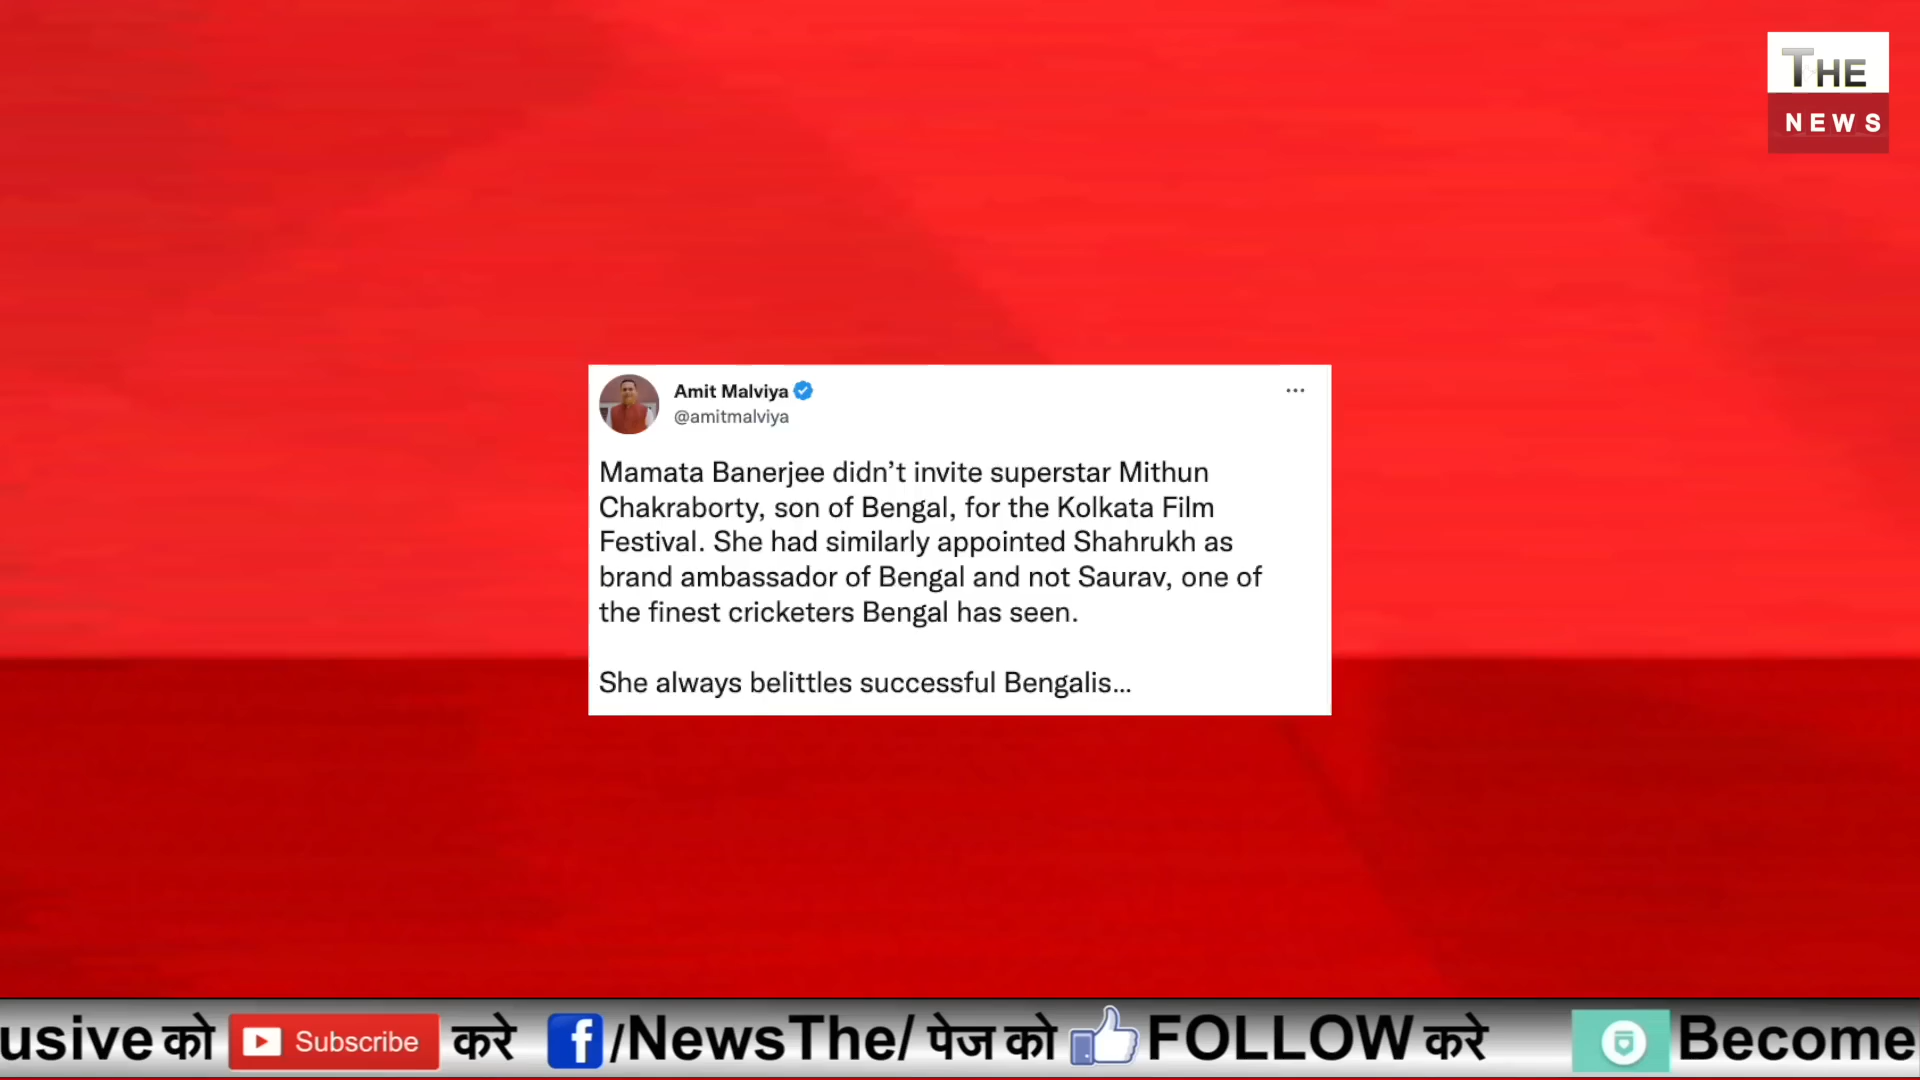 THE
NEWS
Amit Malviya
@amitmalviya
Mamata Banerjee didn’t invite superstar Mithun
Chakraborty, son of Bengal, for the Kolkata Film
Festival. She had similarly appointed Shahrukh as
brand ambassador of Bengal and not Saurav, one of
the finest cricketers Bengal has seen.
She always belittles successful Bengalis...
usive को Subscribe करे f/NewsThe/ पेज को FOLLOW करे Become